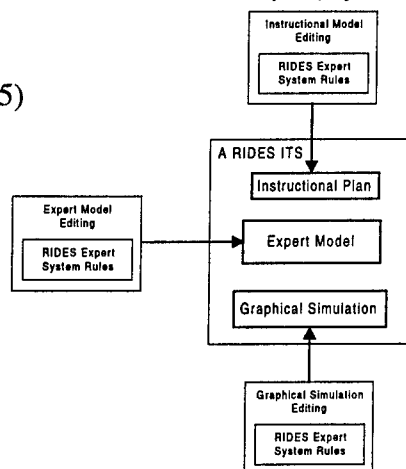 Instructional Model
Editing
RIDES Expert
System Rules
5)
A RIDES ITS
Instructional Plan
Expert Model
Editing
RIDES Expert
System Rules
Expert Model
Graphical Simulation
Graphical Simulation
Editing
RIDES Expert
System Rules